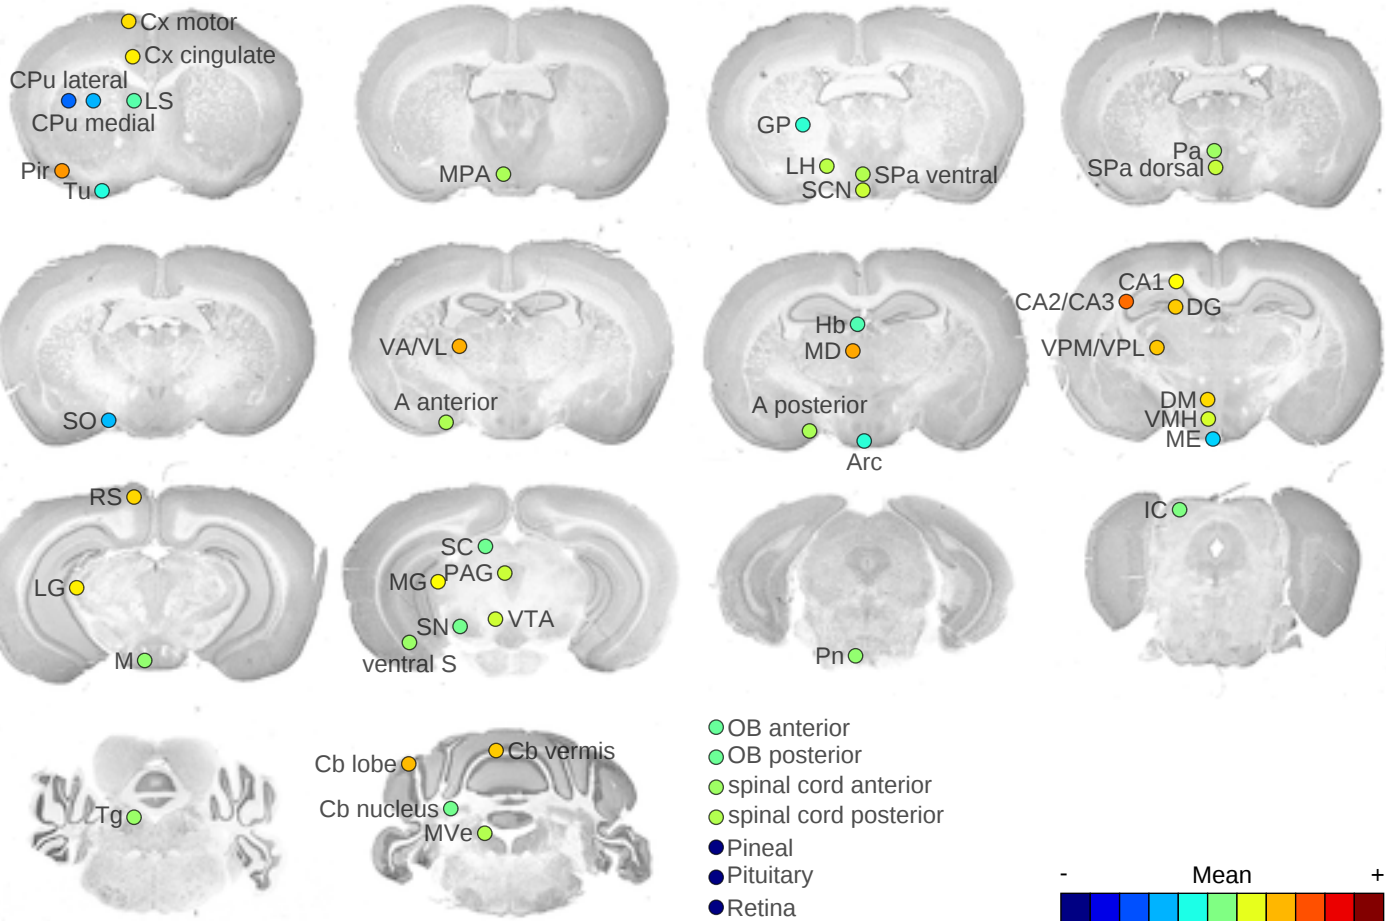 Cx motor
Cx cingulate
CPu lateral
LS
CPu medial
Pir
Tu
MPA
GP
LH
SPa ventral
SCN
Pa
SPa dorsal
SO
VA/VL
A anterior
Hb
MD
A posterior
Arc
CA1
CA2/CA3
DG
VPM/VPL
DM
VMH
ME
RS
LG
M
SC
MG
PAG
SN
VTA
ventral S
Pn
IC
Tg
Cb lobe
Cb vermis
Cb nucleus
MVe
OB anterior
OB posterior
spinal cord anterior
spinal cord posterior
Pineal
Pituitary
Retina
- Mean +